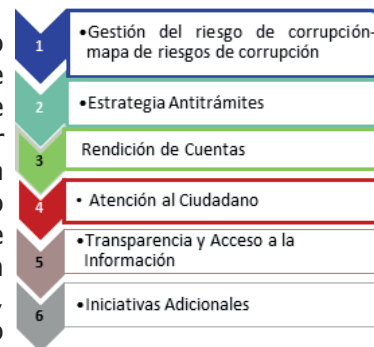 1
•Gestión del riesgo de corrupción-
mapa de riesgos de corrupción
2
•Estrategia Antitrámites
3
Rendición de Cuentas
4
• Atención al Ciudadano
5
•Transparencia y Acceso a la
Información
6
•Iniciativas Adicionales